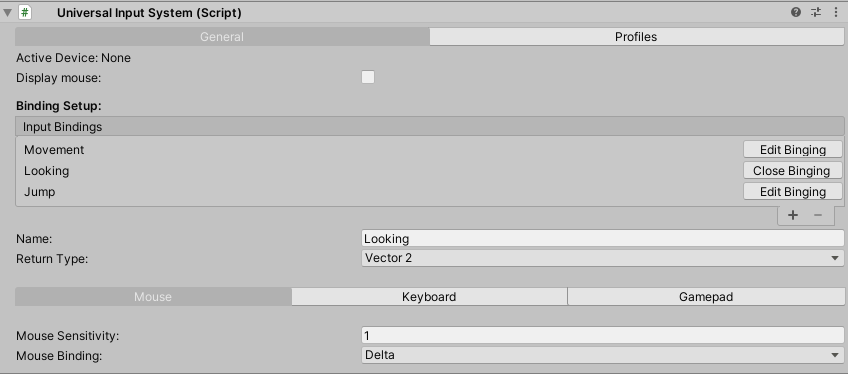 Universal Input System (Script)
General
Profiles
Active Device: None
Display mouse:
Binding Setup:
Input Bindings
Movement
Edit Binging
Looking
Close Binging
Jump
Edit Binging
Name:
Looking
Return Type:
Vector 2
Mouse
Keyboard
Gamepad
Mouse Sensitivity:
1
Mouse Binding:
Delta